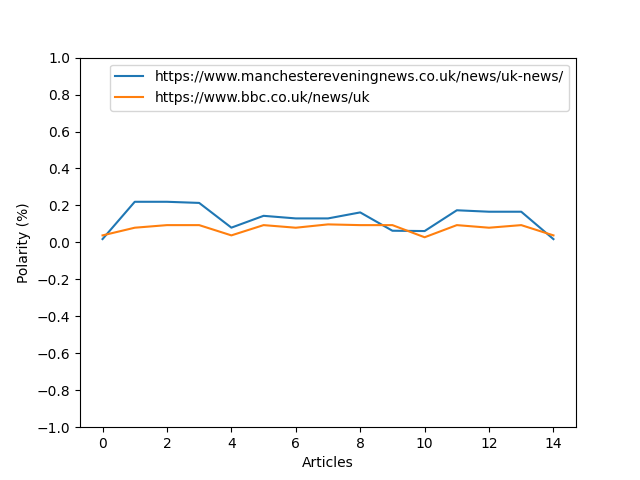 1.0
0.8
0.6
0.4
0.2
0.0
−0.2
−0.4
−0.6
−0.8
−1.0
Polarity (%)
https://www.manchestereveningnews.co.uk/news/uk-news/
https://www.bbc.co.uk/news/uk
0 2 4 6 8 10 12 14
Articles